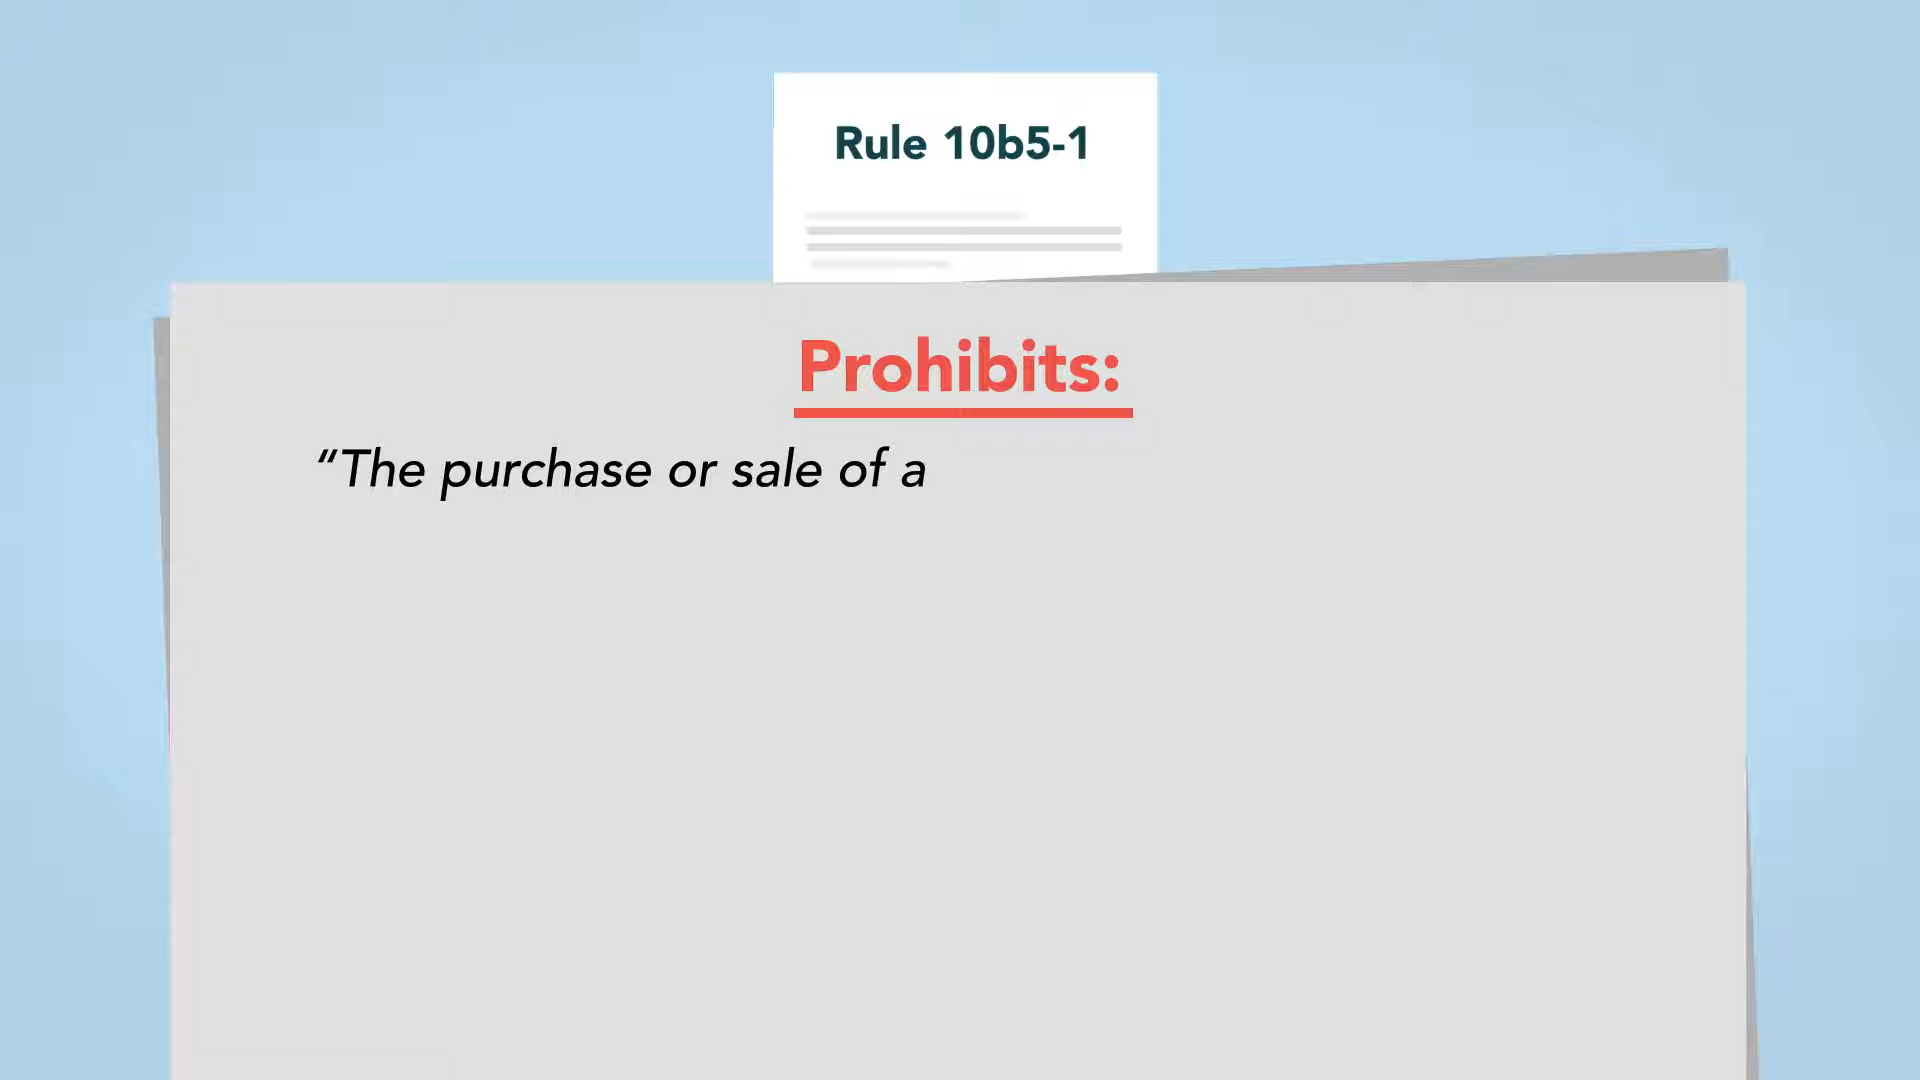 Rule 10b5-1
Prohibits:
“The purchase or sale of a